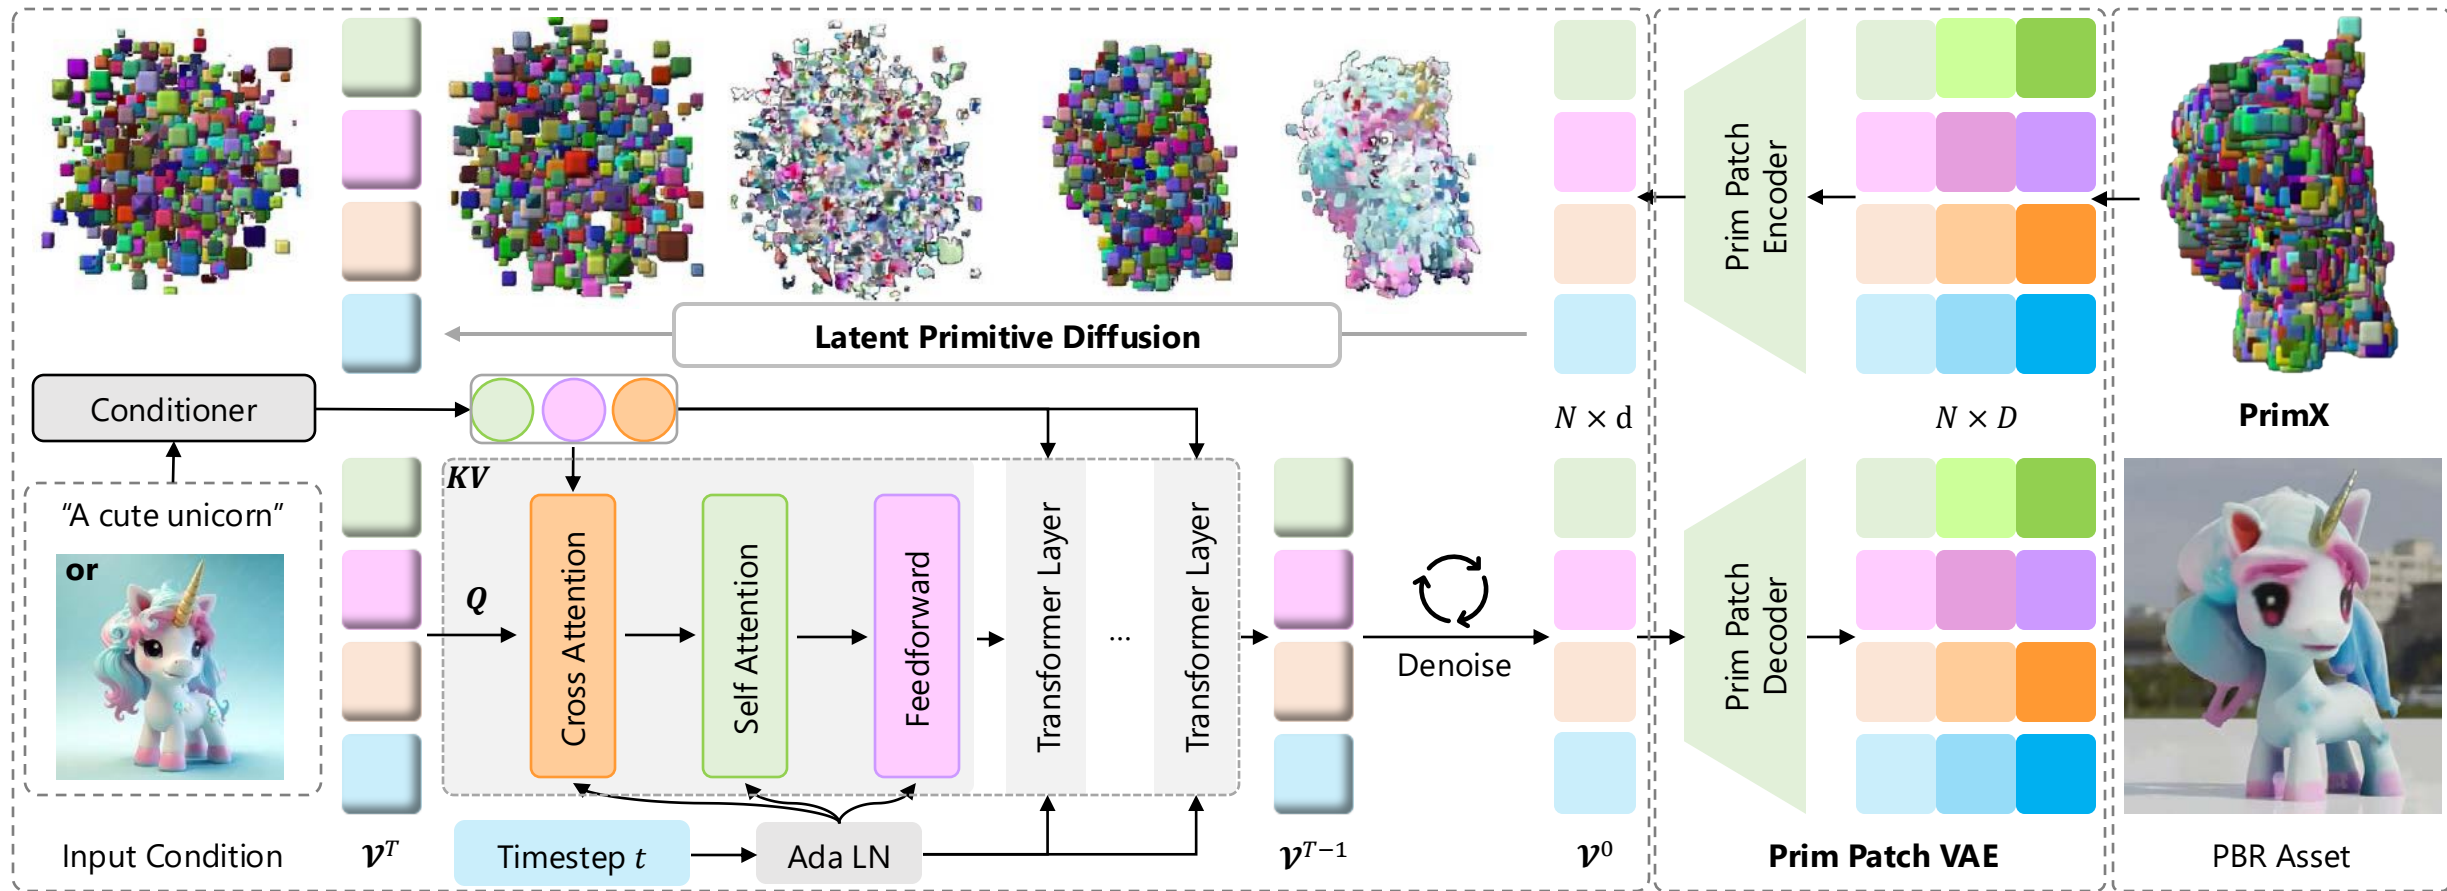 Latent Primitive Diffusion
Prim Patch
Encoder
N × d
N × D
PrimX
Conditioner
"A cute unicorn"
or
Input Condition
𝒱^T
KV
Q
Cross Attention
Self Attention
Feedforward
Transformer Layer
...
Transformer Layer
Timestep t
Ada LN
𝒱^{T−1}
Denoise
𝒱^0
Prim Patch
Decoder
Prim Patch VAE
PBR Asset